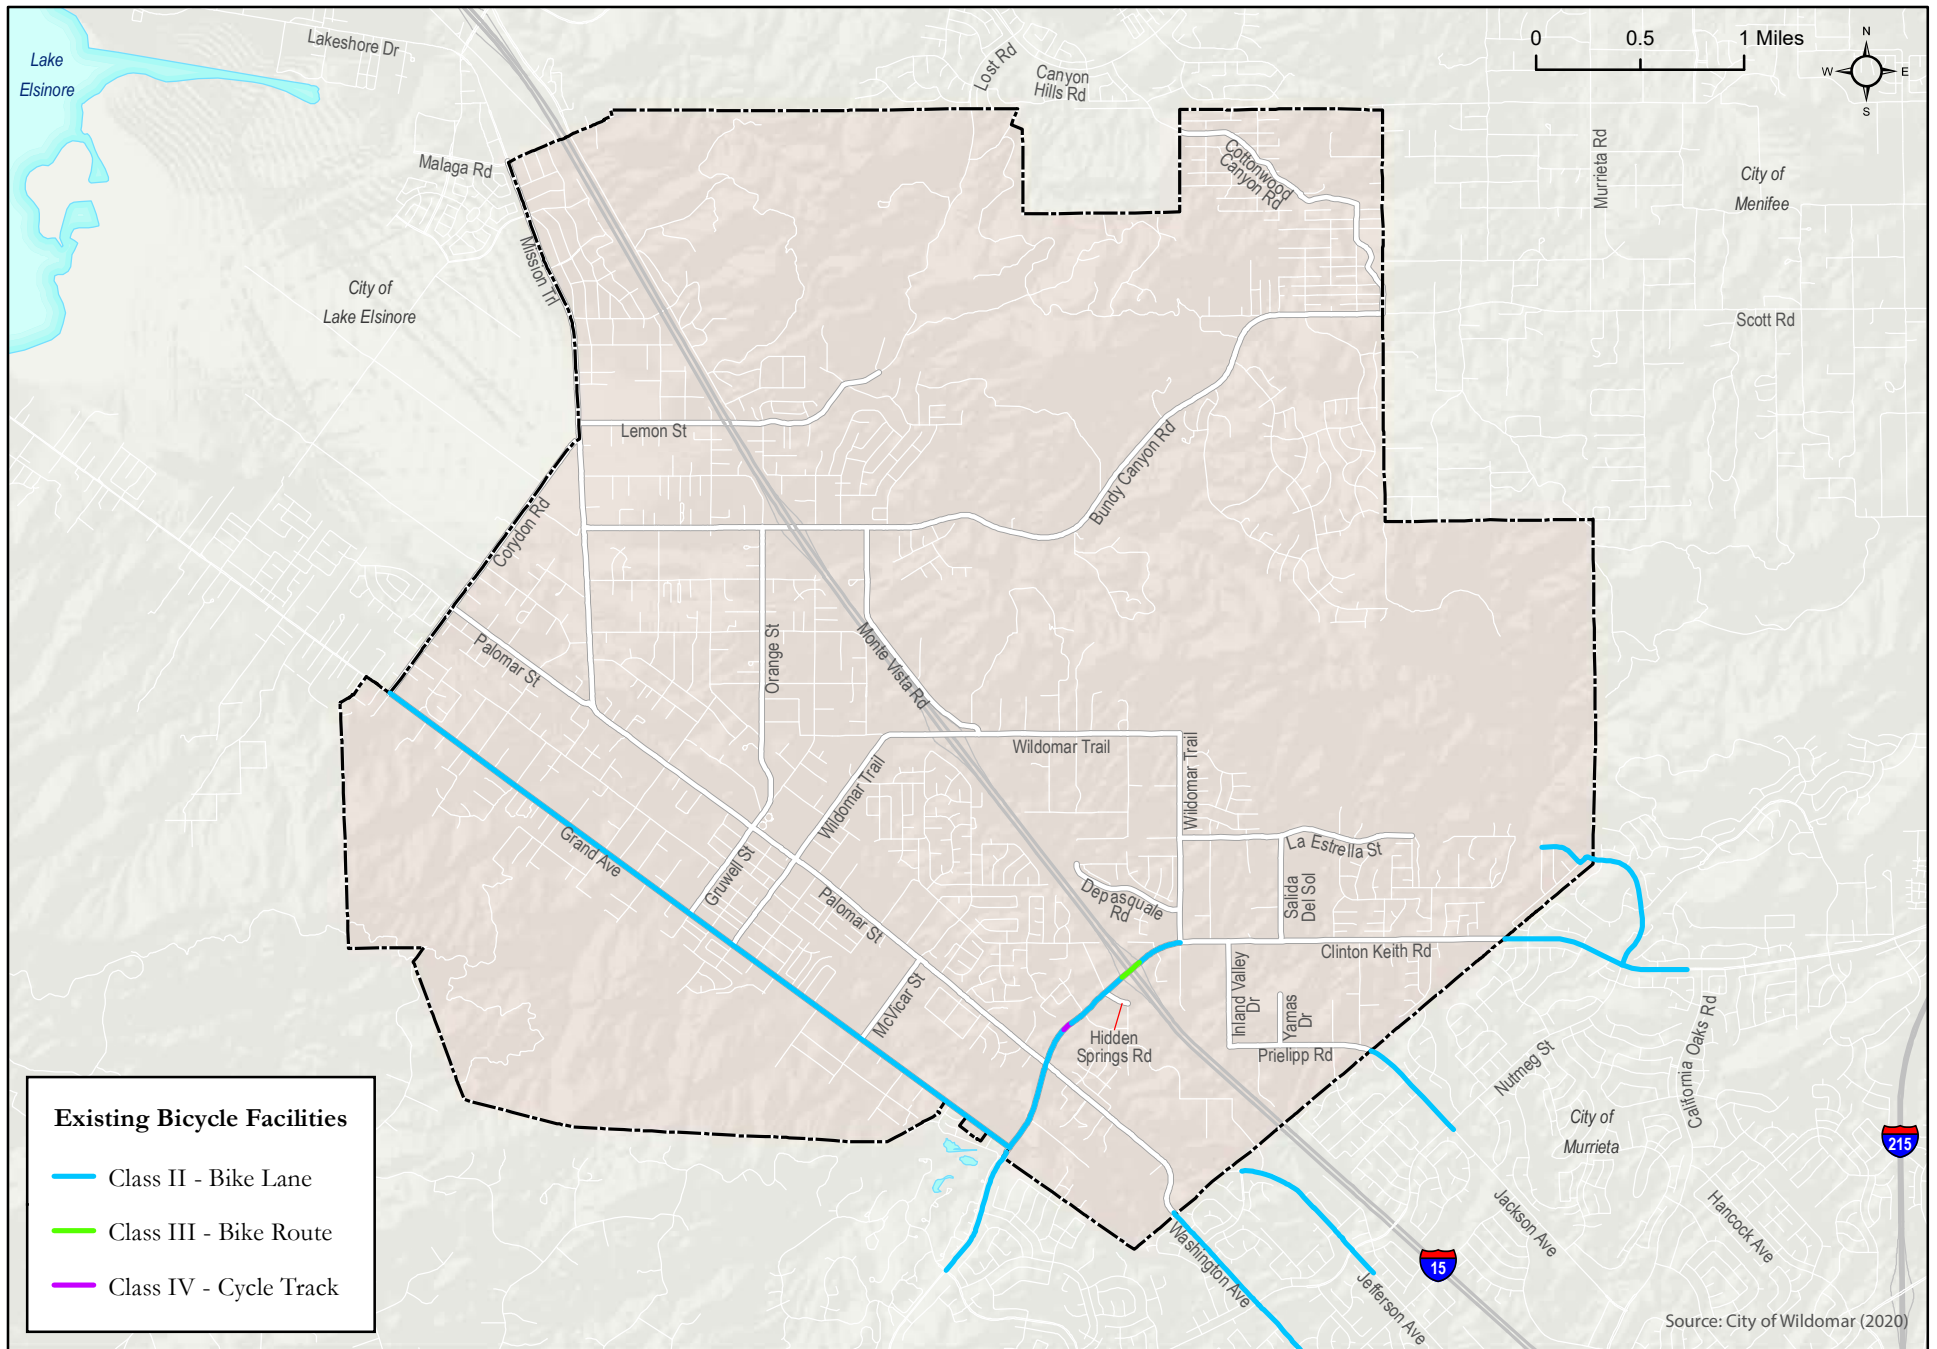 Lakeshore Dr
Lake
Elsinore
Lost Rd
Canyon
Hills Rd
0 0.5 1 Miles
N
W E
S
Malaga Rd
Cottonwood
Canyon Rd
Murrieta Rd
City of
Menifee
Mission Trl
City of
Lake Elsinore
Scott Rd
Lemon St
Bundy Canyon Rd
Corydon Rd
Palomar St
Orange St
Monte Vista Rd
Wildomar Trail
Wildomar Trail
Wildomar Trail
Grand Ave
Gruwell St
La Estrella St
Depasquale
Rd
Salida
Del Sol
Palomar St
Clinton Keith Rd
McVicar St
Inland Valley
Dr
Yamas
Dr
Hidden
Springs Rd
Prielipp Rd
Nutmeg St
California Oaks Rd
City of
Murrieta
215
Existing Bicycle Facilities
Class II - Bike Lane
Class III - Bike Route
Class IV - Cycle Track
Washington Ave
Jackson Ave
Hancock Ave
15
Jefferson Ave
Source: City of Wildomar (2020)